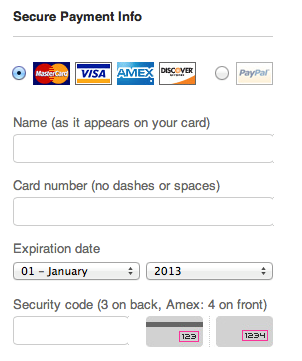 Secure Payment Info
MasterCard VISA AMEX DISCOVER NETWORK PayPal
Name (as it appears on your card)
Card number (no dashes or spaces)
Expiration date
01 - January 2013
Security code (3 on back, Amex: 4 on front)
123 1234